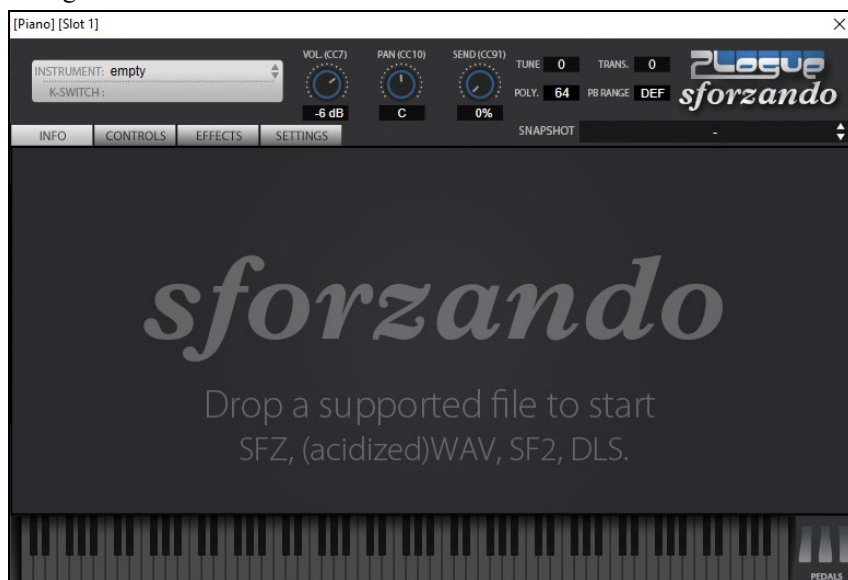 [Piano] [Slot 1]
INSTRUMENT: empty
K-SWITCH :
VOL. (CC7)
-6 dB
PAN (CC10)
C
SEND (CC91)
0%
TUNE 0
TRANS. 0
POLY. 64
PB RANGE DEF
Plogue
sforzando
INFO
CONTROLS
EFFECTS
SETTINGS
SNAPSHOT -
sforzando
Drop a supported file to start
SFZ, (acidized)WAV, SF2, DLS.
PEDALS